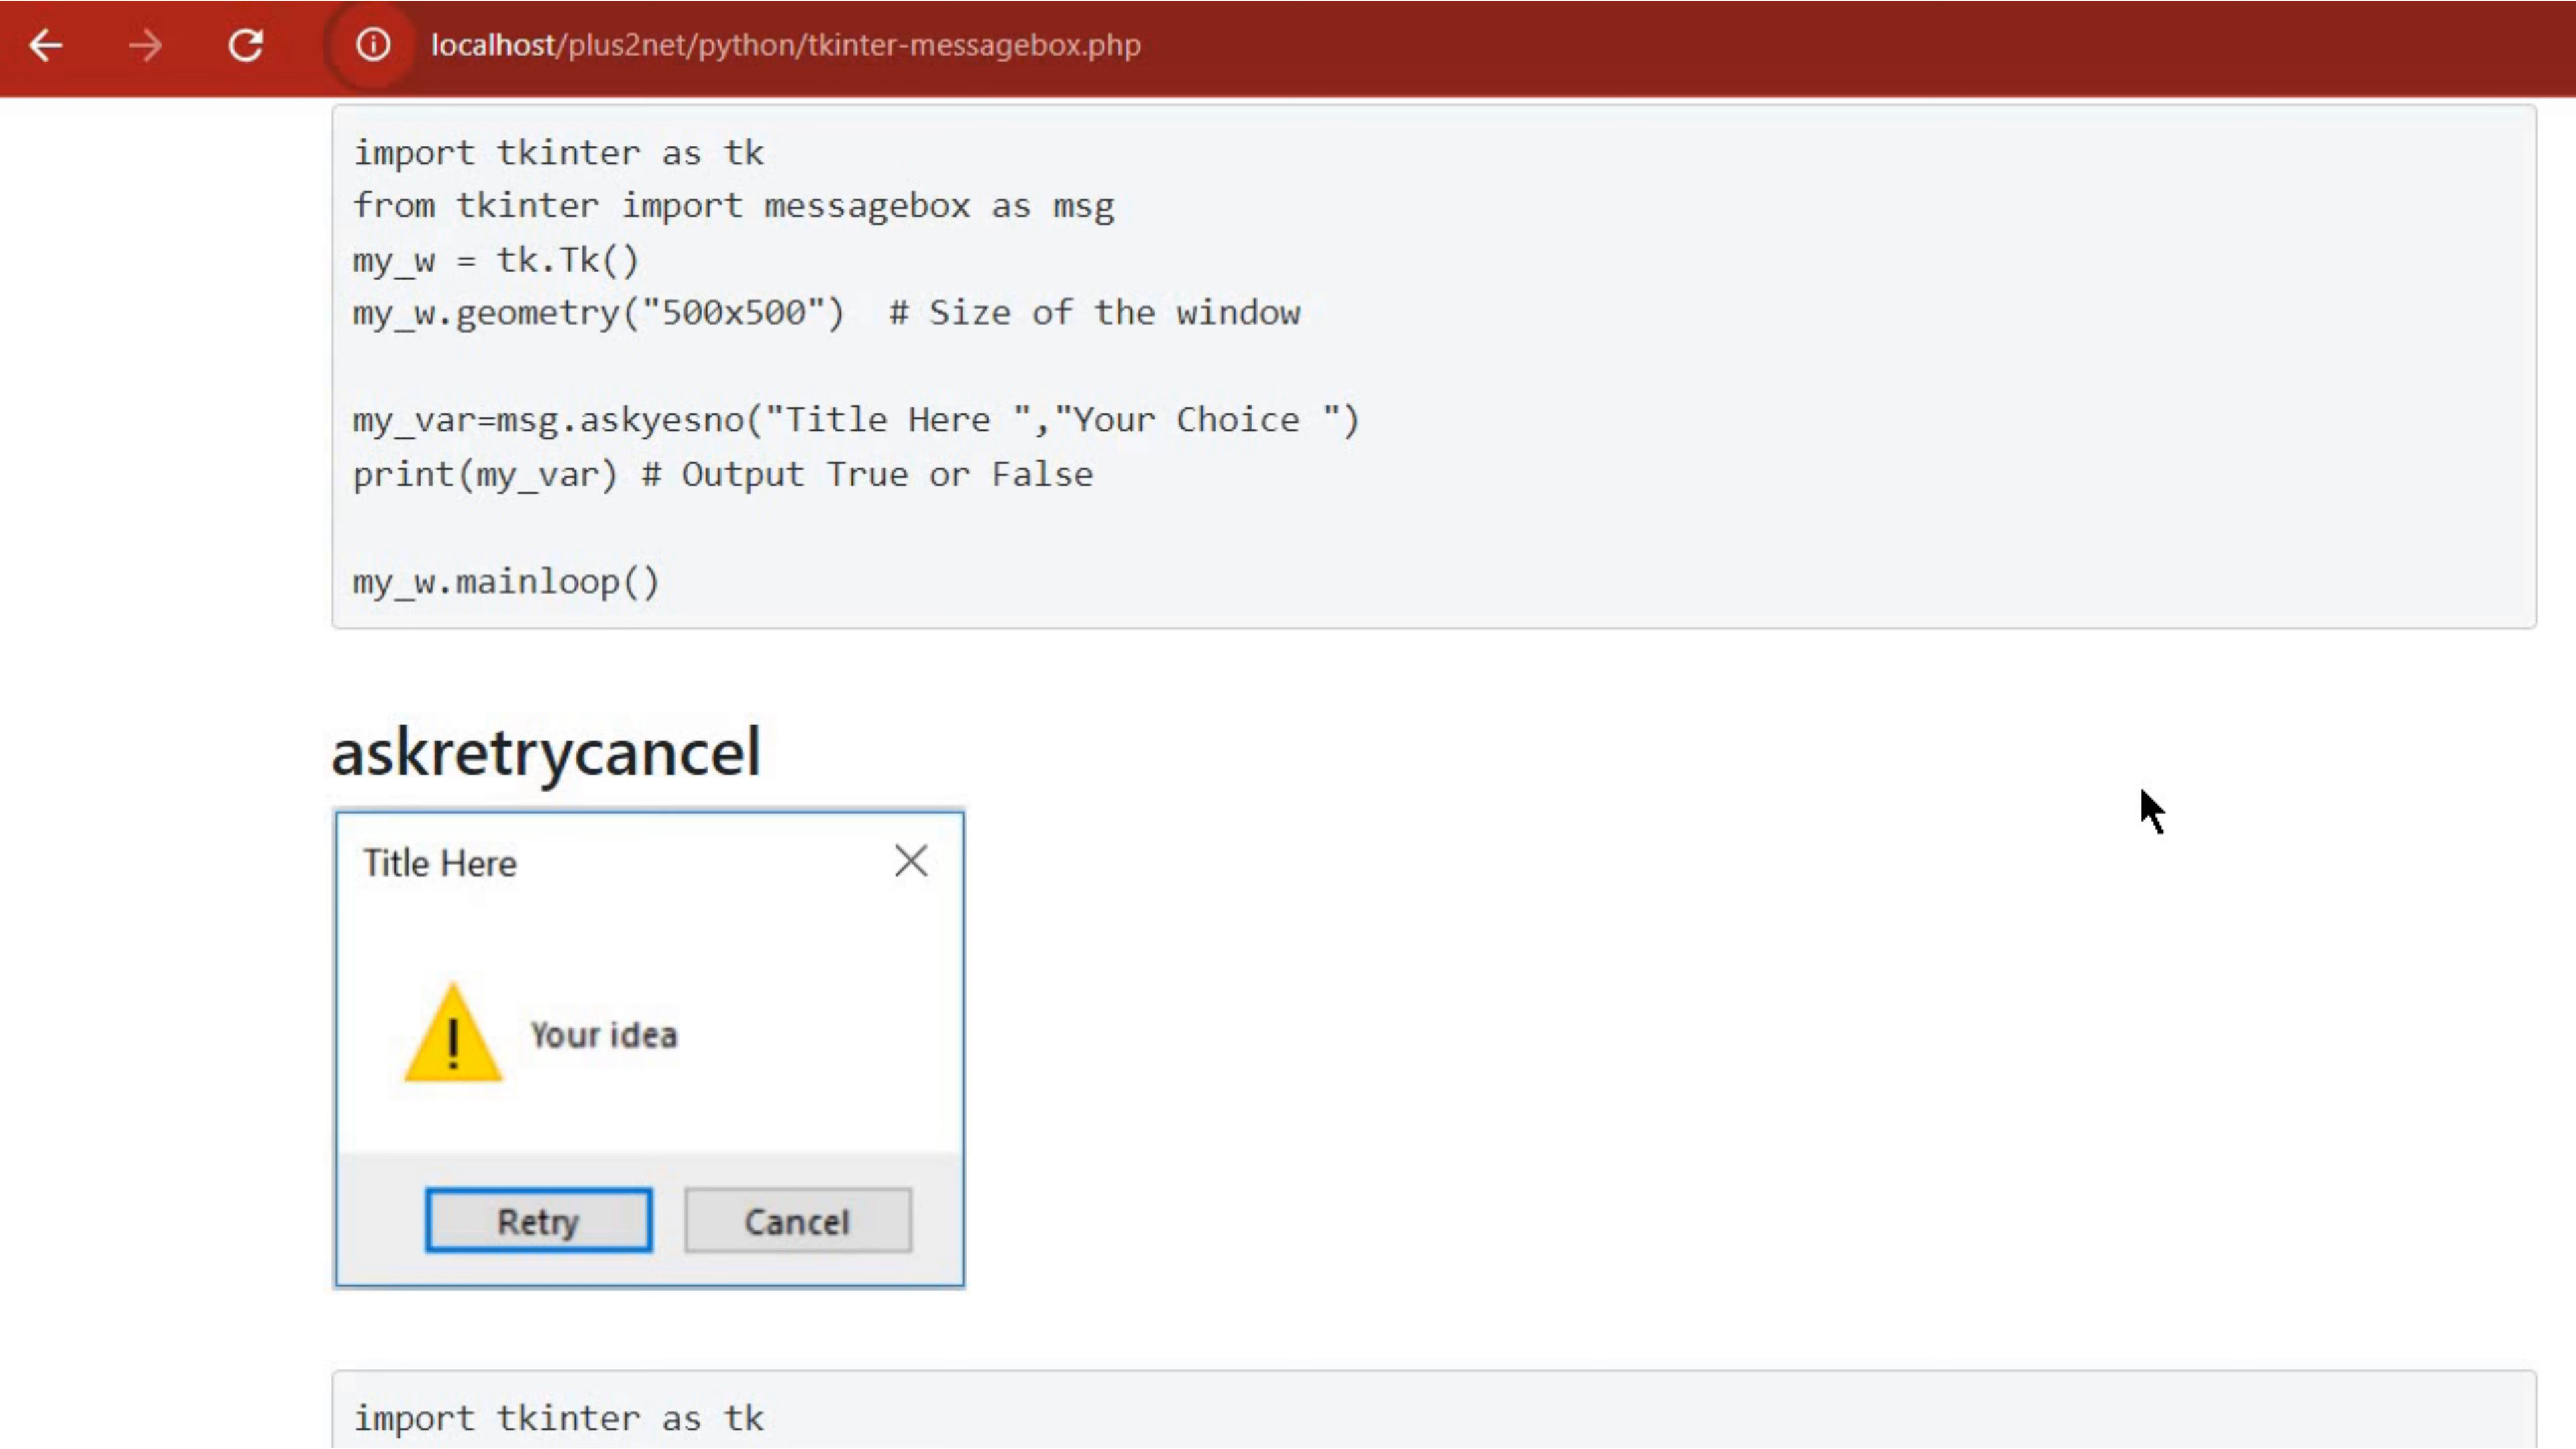 localhost/plus2net/python/tkinter-messagebox.php
import tkinter as tk
from tkinter import messagebox as msg
my_w = tk.Tk()
my_w.geometry("500x500")  # Size of the window
my_var=msg.askyesno("Title Here ","Your Choice ")
print(my_var) # Output True or False
my_w.mainloop()
askretrycancel
Title Here
Your idea
Retry Cancel
import tkinter as tk